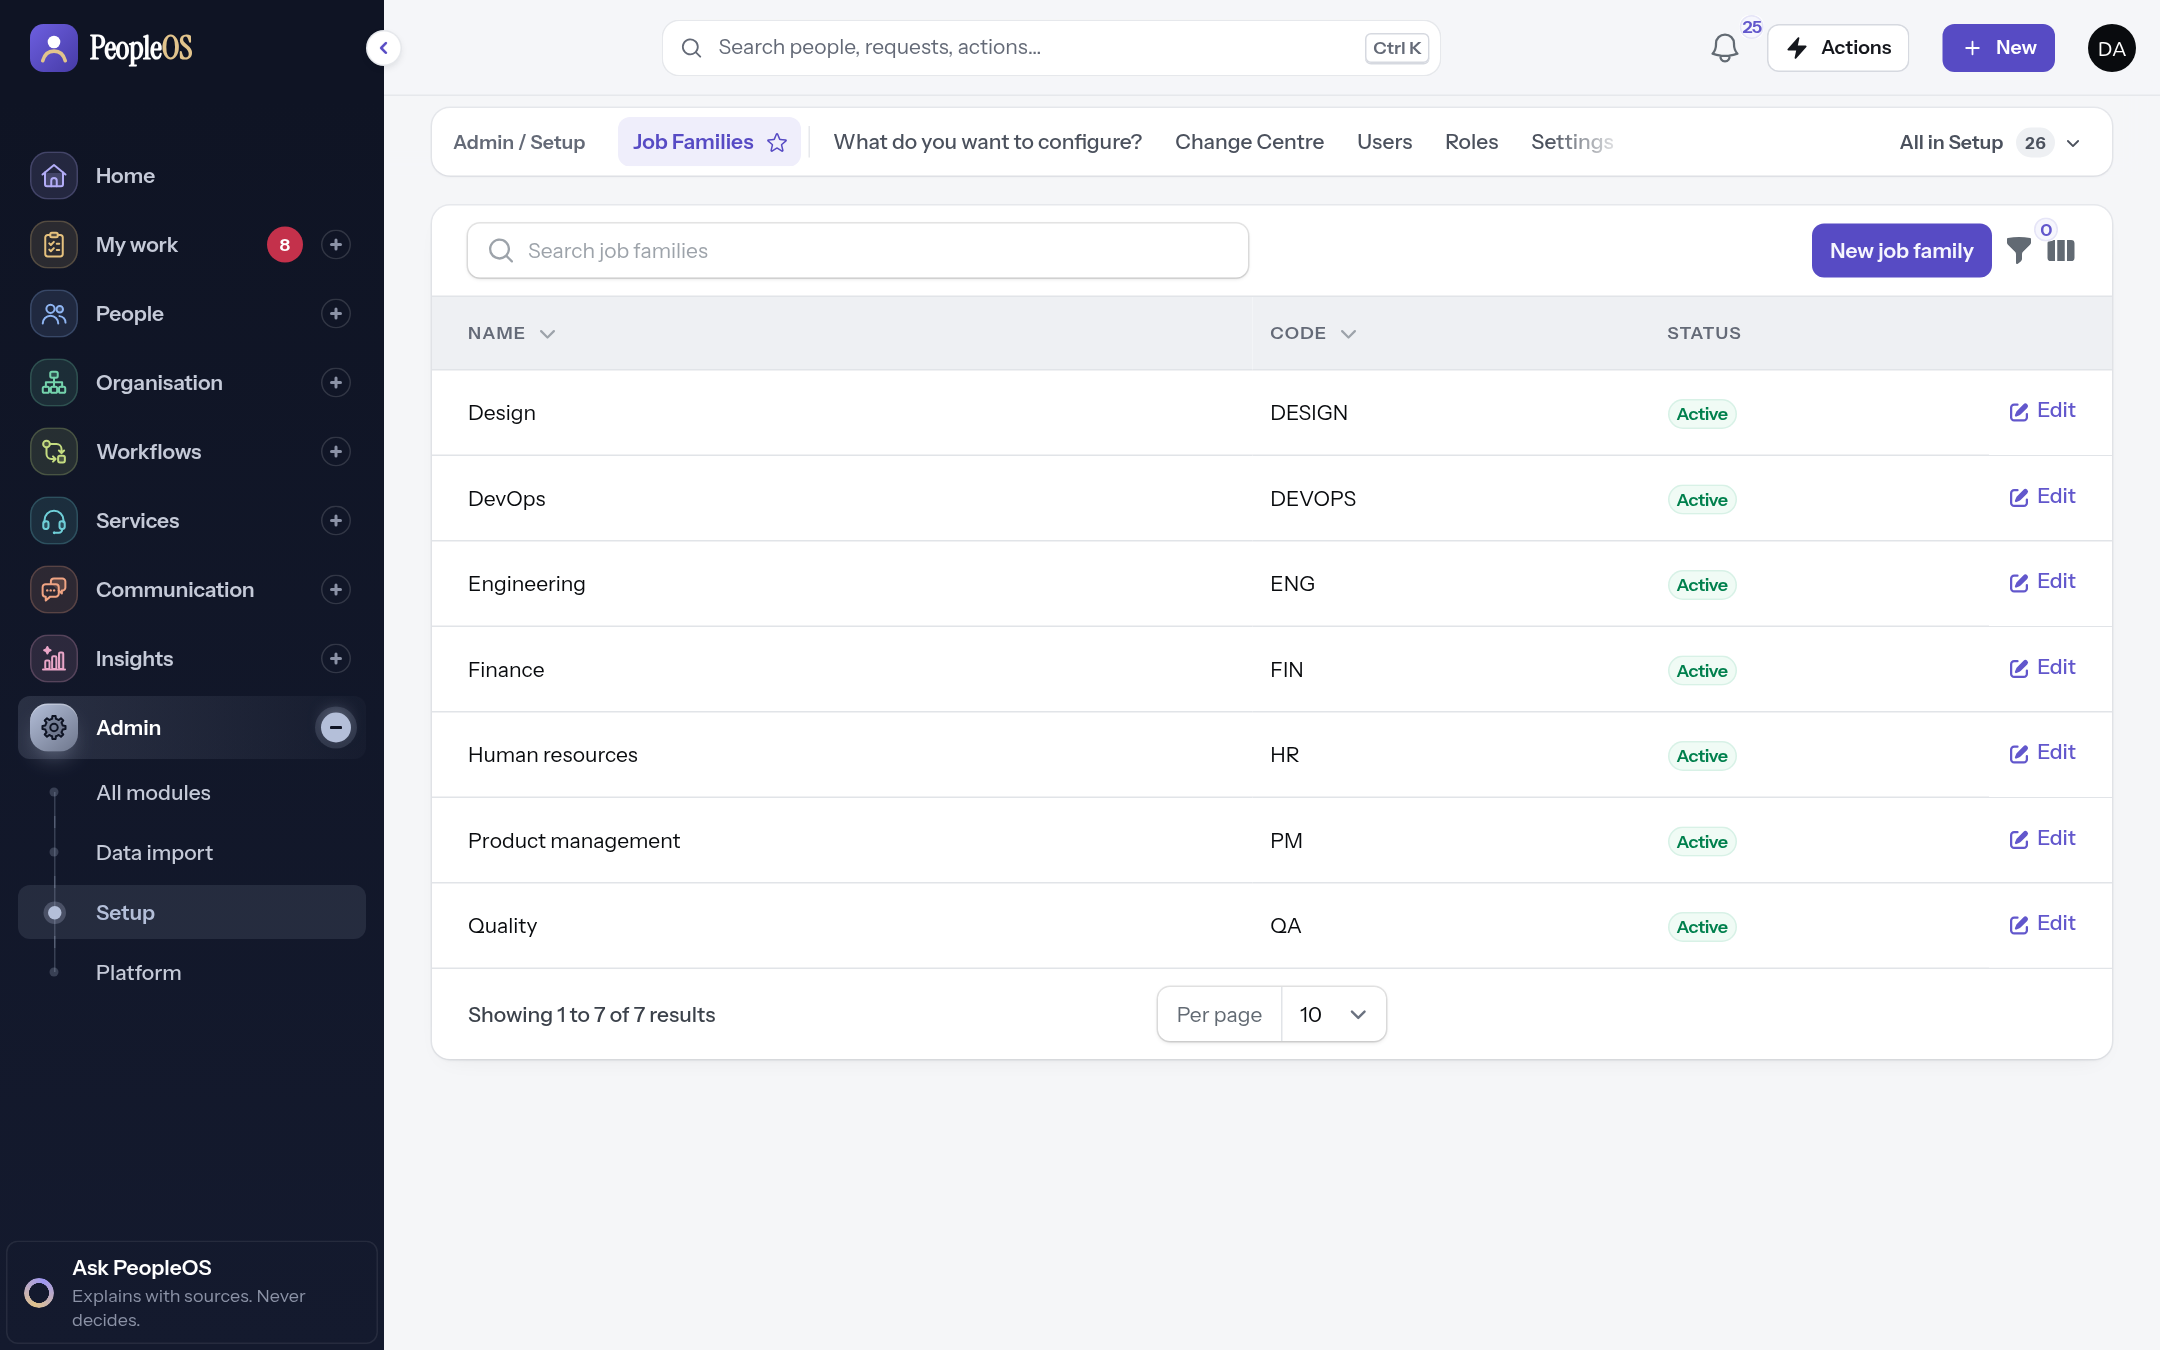 PeopleOS
Search people, requests, actions...
Ctrl K
25
Actions
New
DA
Home
My work
8
People
Organisation
Workflows
Services
Communication
Insights
Admin
All modules
Data import
Setup
Platform
Ask PeopleOS
Explains with sources. Never
decides.
Admin / Setup
Job Families
What do you want to configure?
Change Centre
Users
Roles
Settings
All in Setup
26
Search job families
New job family
0
NAME
CODE
STATUS
Design
DESIGN
Active
Edit
DevOps
DEVOPS
Active
Edit
Engineering
ENG
Active
Edit
Finance
FIN
Active
Edit
Human resources
HR
Active
Edit
Product management
PM
Active
Edit
Quality
QA
Active
Edit
Showing 1 to 7 of 7 results
Per page
10